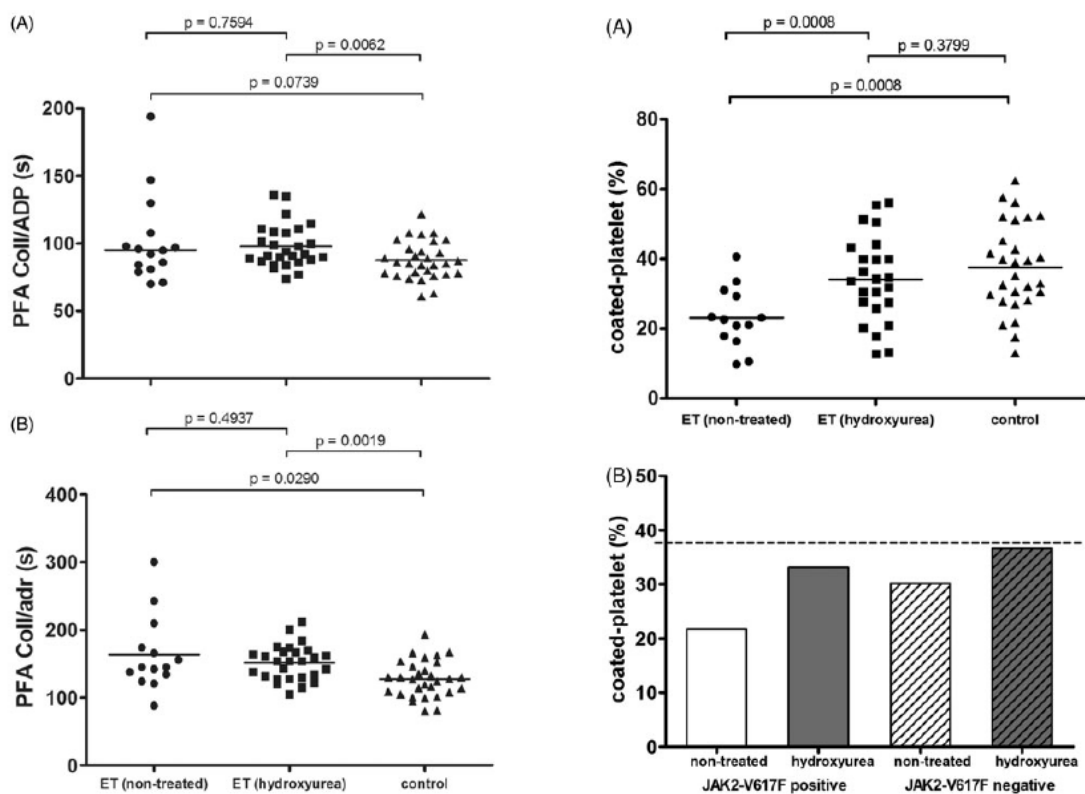 (A)
p = 0.7594
p = 0.0062
p = 0.0739
PFA Coll/ADP (s)
200
150
100
50
0
(B)
p = 0.4937
p = 0.0019
p = 0.0290
PFA Coll/adr (s)
400
300
200
100
0
ET (non-treated) ET (hydroxyurea) control
(A)
p = 0.0008
p = 0.3799
p = 0.0008
coated-platelet (%)
80
60
40
20
0
ET (non-treated) ET (hydroxyurea) control
(B)
coated-platelet (%)
50
40
30
20
10
0
non-treated hydroxyurea non-treated hydroxyurea
JAK2-V617F positive JAK2-V617F negative